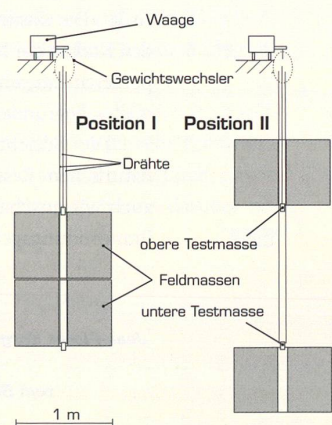 Waage
Gewichtswechsler
Position I
Position II
Drähte
obere Testmasse
Feldmassen
untere Testmasse
1 m